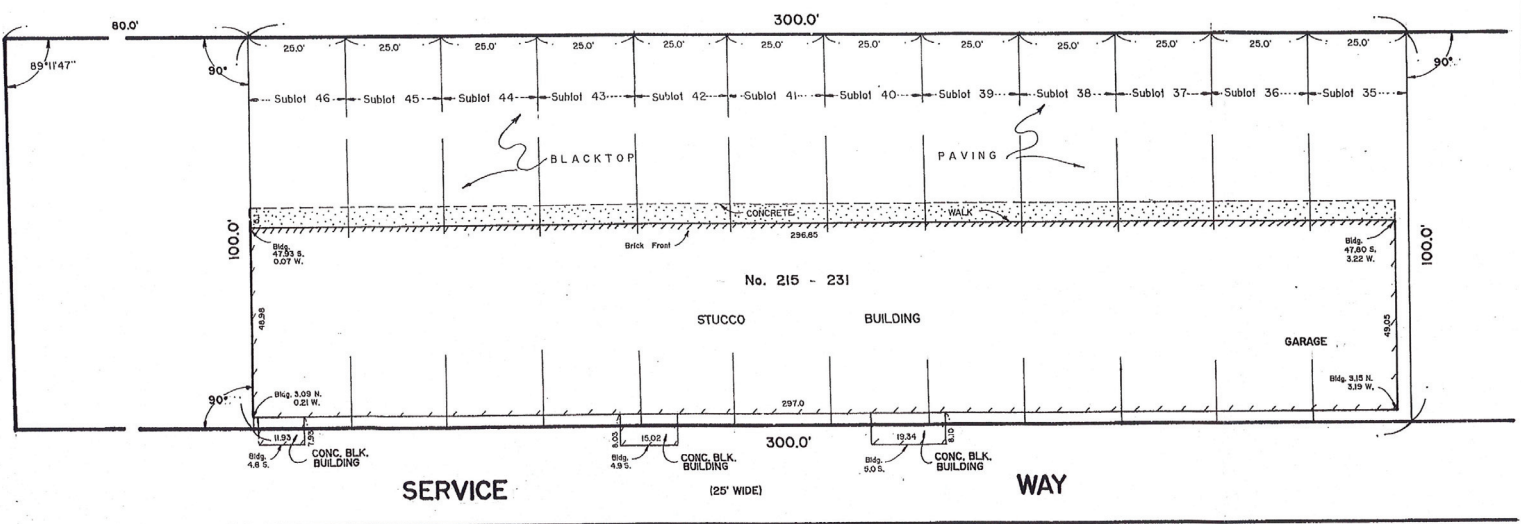 80.0'
300.0'
89°11'47"
90°
25.0' 25.0' 25.0' 25.0' 25.0' 25.0' 25.0' 25.0' 25.0' 25.0' 25.0' 25.0'
90°
Sublot 46 Sublot 45 Sublot 44 Sublot 43 Sublot 42 Sublot 41 Sublot 40 Sublot 39 Sublot 38 Sublot 37 Sublot 36 Sublot 35
BLACKTOP
PAVING
CONCRETE
WALK
100.0'
Bldg.
47.93 S.
0.07 W.
Brick Front
296.85
Bldg.
47.80 S.
3.22 W.
100.0'
No. 215 - 231
48.98
STUCCO BUILDING
49.05
GARAGE
Bldg. 3.09 N.
0.21 W.
Bldg. 3.15 N.
3.19 W.
90°
297.0
300.0'
11.93
7.93
Bldg.
4.8 S.
CONC. BLK.
BUILDING
8.03
15.02
Bldg.
4.9 S.
CONC. BLK.
BUILDING
19.34
8.10
Bldg.
5.0 S.
CONC. BLK.
BUILDING
SERVICE
(25' WIDE)
WAY